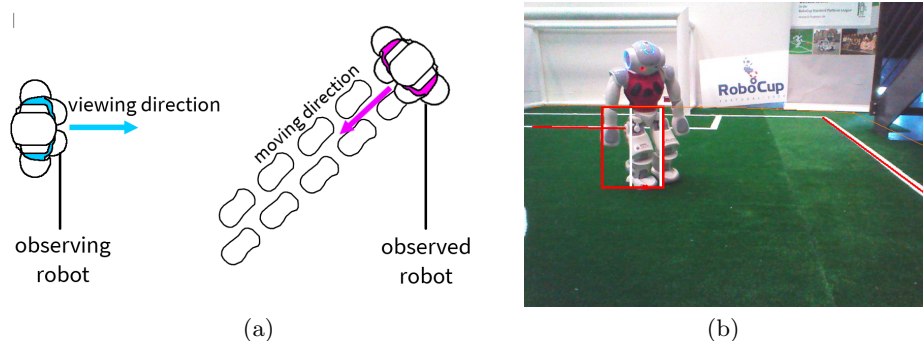 viewing direction
moving direction
observing
robot
observed
robot
(a)
RoboCup
(b)